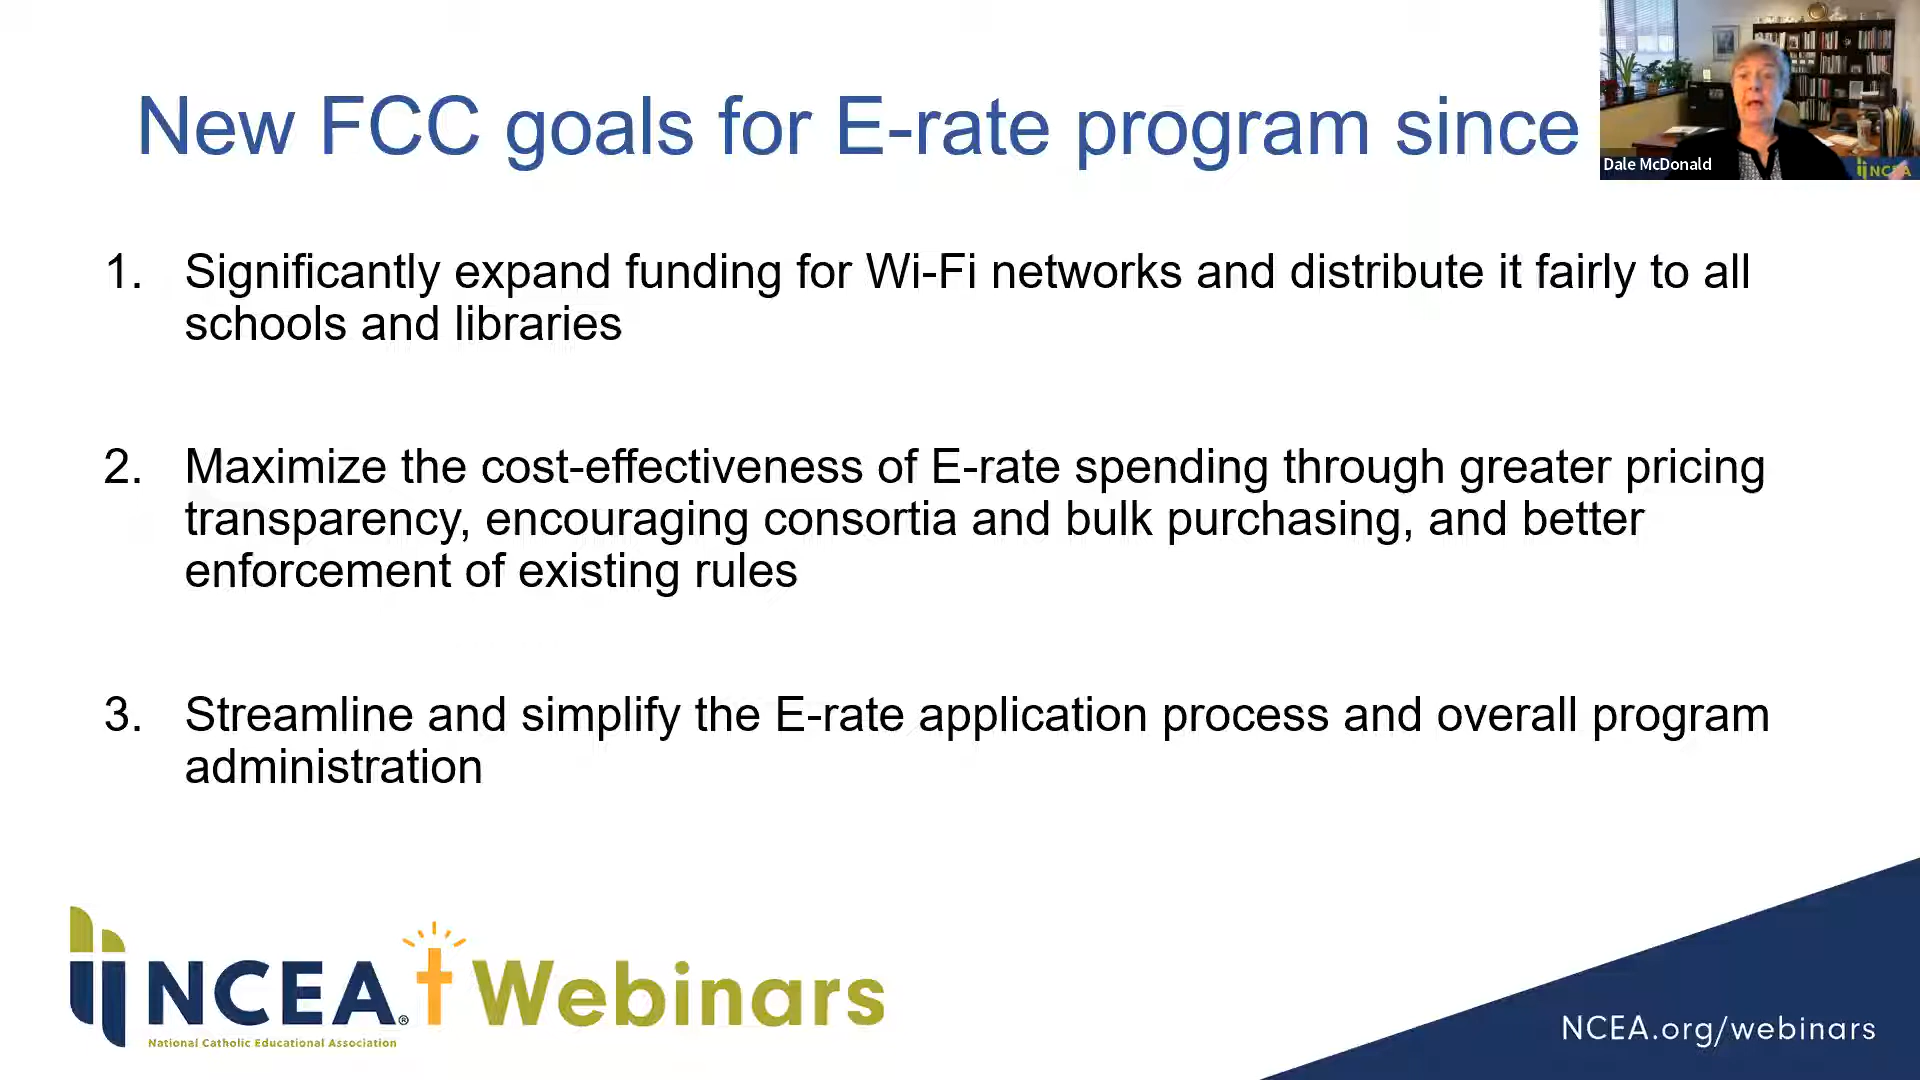 New FCC goals for E-rate program since
Dale McDonald
NCEA
1. Significantly expand funding for Wi-Fi networks and distribute it fairly to all
schools and libraries
2. Maximize the cost-effectiveness of E-rate spending through greater pricing
transparency, encouraging consortia and bulk purchasing, and better
enforcement of existing rules
3. Streamline and simplify the E-rate application process and overall program
administration
NCEA® Webinars
National Catholic Educational Association
NCEA.org/webinars